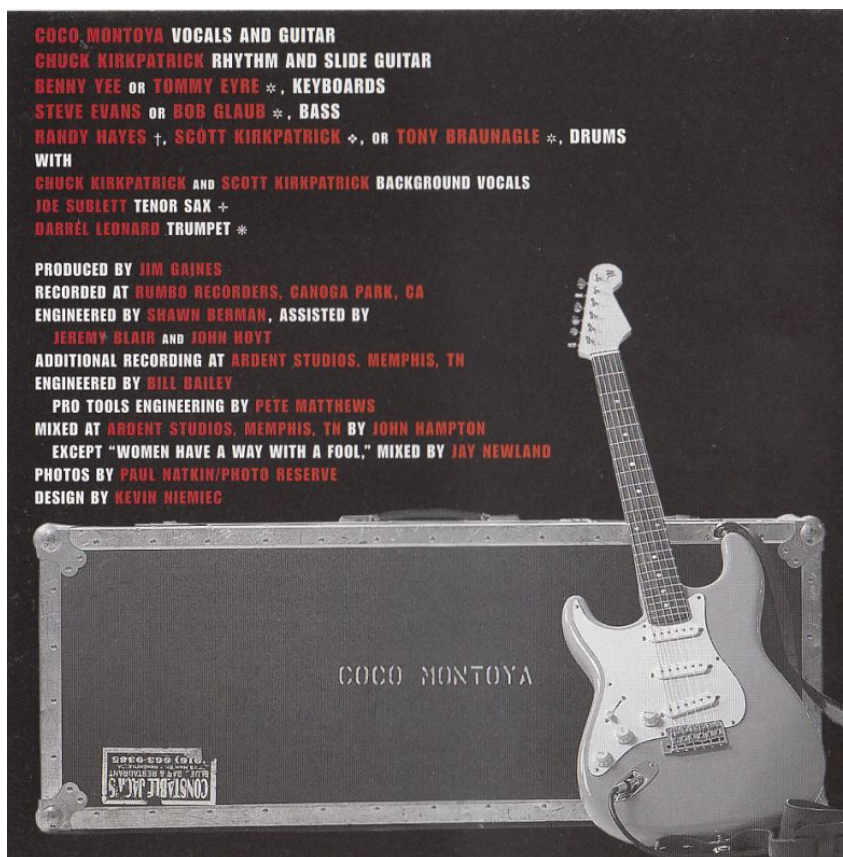 COCO MONTOYA VOCALS AND GUITAR
CHUCK KIRKPATRICK RHYTHM AND SLIDE GUITAR
BENNY YEE OR TOMMY EYRE ✲, KEYBOARDS
STEVE EVANS OR BOB GLAUB ✲, BASS
RANDY HAYES †, SCOTT KIRKPATRICK ❖, OR TONY BRAUNAGLE ✲, DRUMS
WITH
CHUCK KIRKPATRICK AND SCOTT KIRKPATRICK BACKGROUND VOCALS
JOE SUBLETT TENOR SAX ✢
DARREL LEONARD TRUMPET ❋
PRODUCED BY JIM GAINES
RECORDED AT RUMBO RECORDERS, CANOGA PARK, CA
ENGINEERED BY SHAWN BERMAN, ASSISTED BY
JEREMY BLAIR AND JOHN HOYT
ADDITIONAL RECORDING AT ARDENT STUDIOS, MEMPHIS, TN
ENGINEERED BY BILL BAILEY
PRO TOOLS ENGINEERING BY PETE MATTHEWS
MIXED AT ARDENT STUDIOS, MEMPHIS, TN BY JOHN HAMPTON
EXCEPT “WOMEN HAVE A WAY WITH A FOOL,” MIXED BY JAY NEWLAND
PHOTOS BY PAUL NATKIN/PHOTO RESERVE
DESIGN BY KEVIN NIEMIEC
COCO MONTOYA
CONSTABLE JACK'S
BAR & RESTAURANT
(916) 663-9385